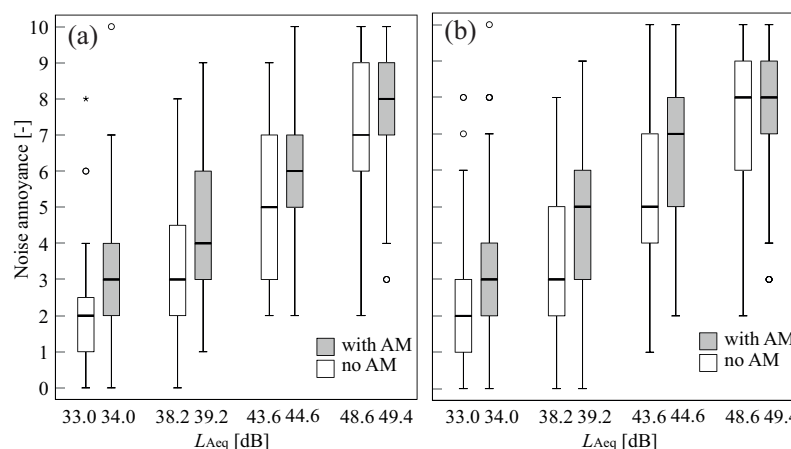 (a)
(b)
Noise annoyance [-]
10
9
8
7
6
5
4
3
2
1
0
with AM
no AM
with AM
no AM
33.0 34.0 38.2 39.2 43.6 44.6 48.6 49.4
33.0 34.0 38.2 39.2 43.6 44.6 48.6 49.4
LAeq [dB]
LAeq [dB]